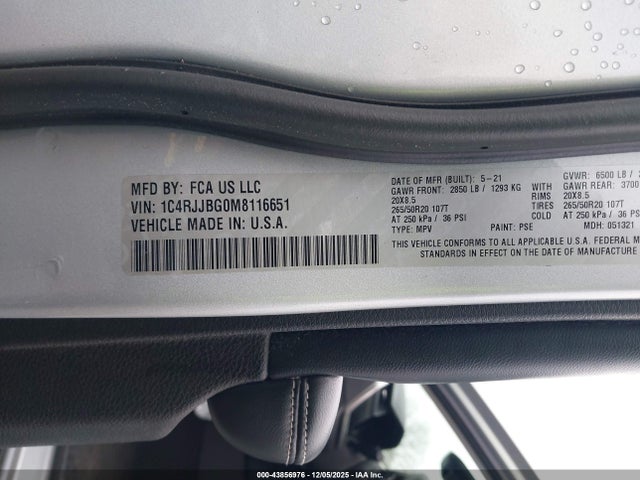 MFD BY: FCA US LLC
VIN: 1C4RJJBG0M8116651
VEHICLE MADE IN: U.S.A.
DATE OF MFR (BUILT): 5-21
GAWR FRONT: 2850 LB / 1293 KG
20X8.5
265/50R20 107T
AT 250 kPa / 36 PSI
TYPE: MPV
PAINT: PSE
WITH
RIMS
TIRES
COLD
GVWR: 6500 LB /
GAWR REAR: 3700
20X8.5
265/50R20 107T
AT 250 kPa / 36 PSI
MDH: 051321
THIS VEHICLE CONFORMS TO ALL APPLICABLE U.S.A. FEDERAL
STANDARDS IN EFFECT ON THE DATE OF MANUFACTURE
COPART: 43856976 - 12/05/2025 - IAA Inc.